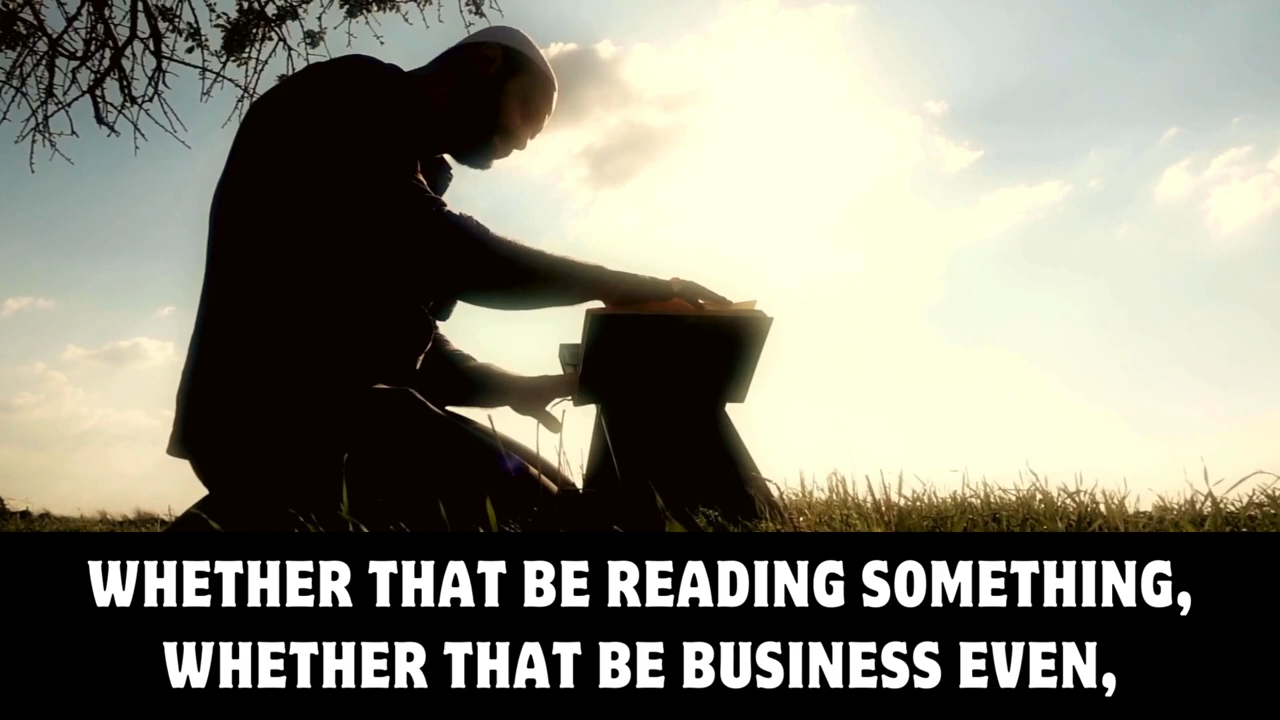 WHETHER THAT BE READING SOMETHING,
WHETHER THAT BE BUSINESS EVEN,